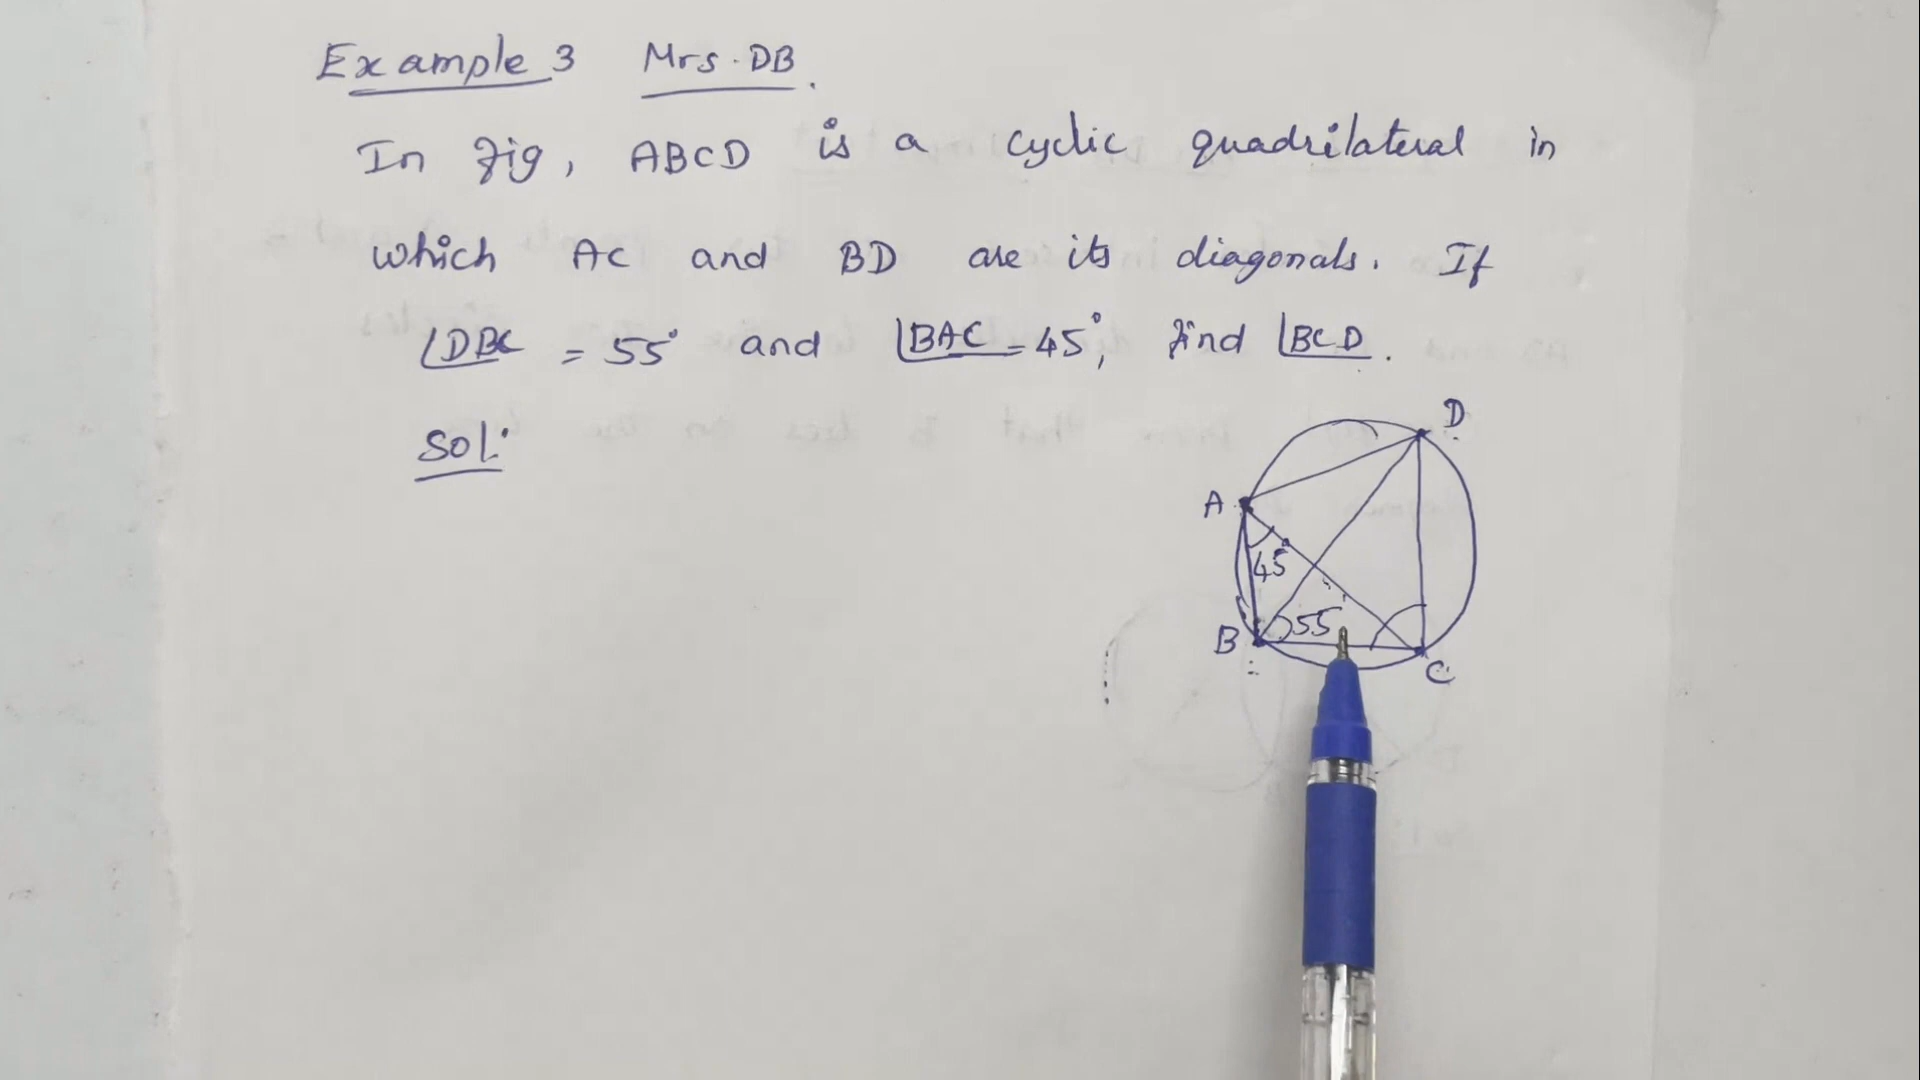 Example 3 Mrs. DB.
In fig, ABCD is a cyclic quadrilateral in
which AC and BD are its diagonals. If
∠DBC = 55° and ∠BAC = 45°, find ∠BCD.
Sol:
D
A
45°
B 55
C